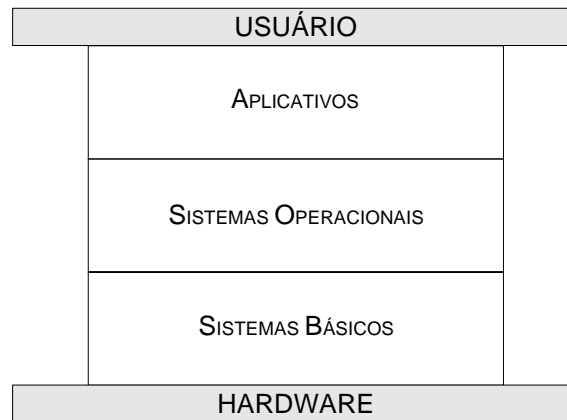 USUÁRIO
APLICATIVOS
SISTEMAS OPERACIONAIS
SISTEMAS BÁSICOS
HARDWARE